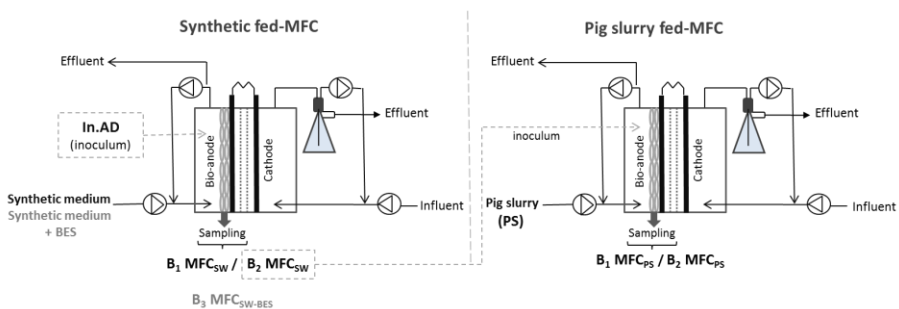 Synthetic fed-MFC
Effluent
Effluent
In.AD
(inoculum)
Bio-anode
Cathode
Synthetic medium
Synthetic medium
+ BES
Influent
Sampling
B₁ MFC_SW / B₂ MFC_SW
B₃ MFC_SW-BES
Pig slurry fed-MFC
Effluent
Effluent
inoculum
Bio-anode
Cathode
Pig slurry
(PS)
Influent
Sampling
B₁ MFC_PS / B₂ MFC_PS